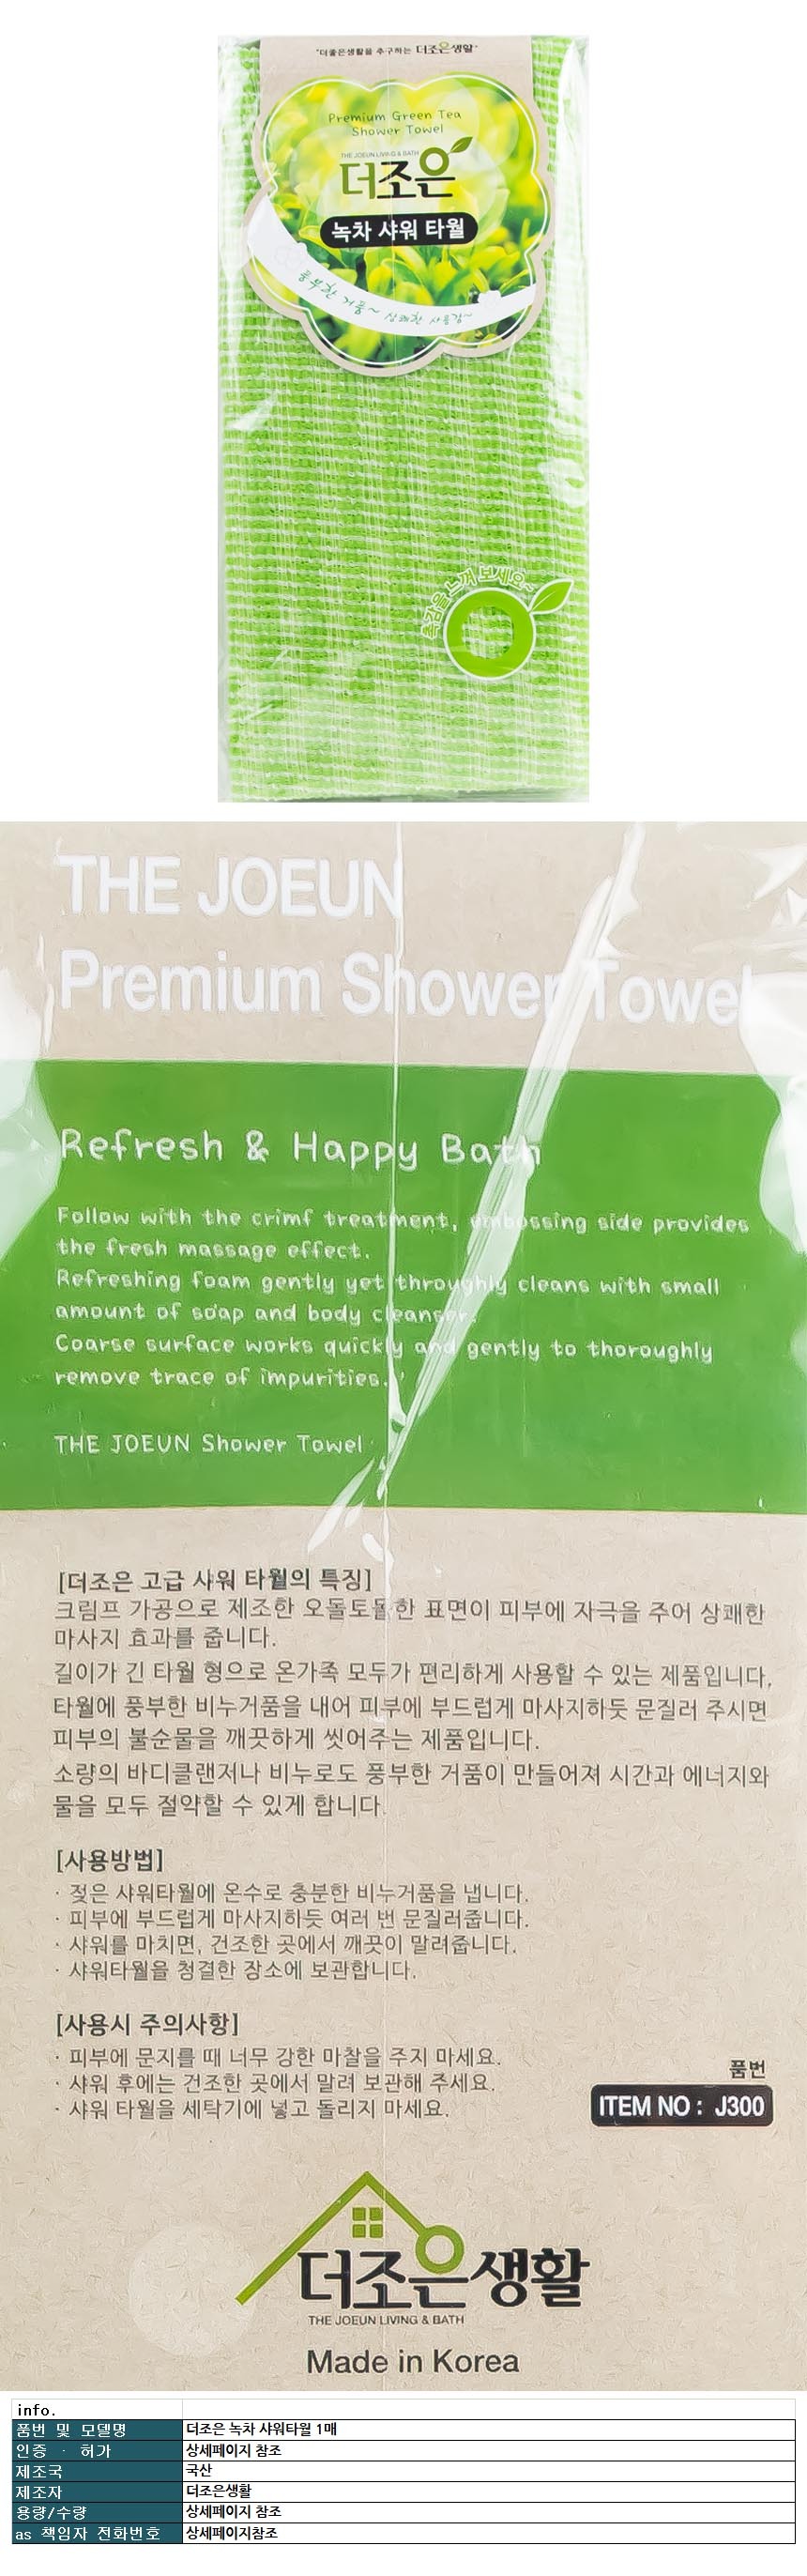 "더좋은생활을 추구하는 더조은생활"
Premium Green Tea
Shower Towel
THE JOEUN LIVING & BATH
더조은
녹차 샤워 타월
풍부한 거품~ 상쾌한 사용감~
촉감을 느껴 보세요~
THE JOEUN
Premium Shower Towel
Refresh & Happy Bath
Follow with the crimf treatment, embossing side provides
the fresh massage effect.
Refreshing foam gently yet throughly cleans with small
amount of soap and body cleanser.
Coarse surface works quickly and gently to thoroughly
remove trace of impurities.
THE JOEUN Shower Towel
[더조은 고급 샤워 타월의 특징]
크림프 가공으로 제조한 오돌토돌한 표면이 피부에 자극을 주어 상쾌한
마사지 효과를 줍니다.
길이가 긴 타월 형으로 온가족 모두가 편리하게 사용할 수 있는 제품입니다,
타월에 풍부한 비누거품을 내어 피부에 부드럽게 마사지하듯 문질러 주시면
피부의 불순물을 깨끗하게 씻어주는 제품입니다.
소량의 바디클랜져나 비누로도 풍부한 거품이 만들어져 시간과 에너지와
물을 모두 절약할 수 있게 합니다.
[사용방법]
· 젖은 샤워타월에 온수로 충분한 비누거품을 냅니다.
· 피부에 부드럽게 마사지하듯 여러 번 문질러줍니다.
· 샤워를 마치면, 건조한 곳에서 깨끗이 말려줍니다.
· 샤워타월을 청결한 장소에 보관합니다.
[사용시 주의사항]
· 피부에 문지를 때 너무 강한 마찰을 주지 마세요.
· 샤워 후에는 건조한 곳에서 말려 보관해 주세요.
· 샤워 타월을 세탁기에 넣고 돌리지 마세요.
품번
ITEM NO : J300
더조은생활
THE JOEUN LIVING & BATH
Made in Korea
info.
품번 및 모델명 더조은 녹차 샤워타월 1매
인증 · 허가 상세페이지 참조
제조국 국산
제조자 더조은생활
용량/수량 상세페이지 참조
as 책임자 전화번호 상세페이지참조